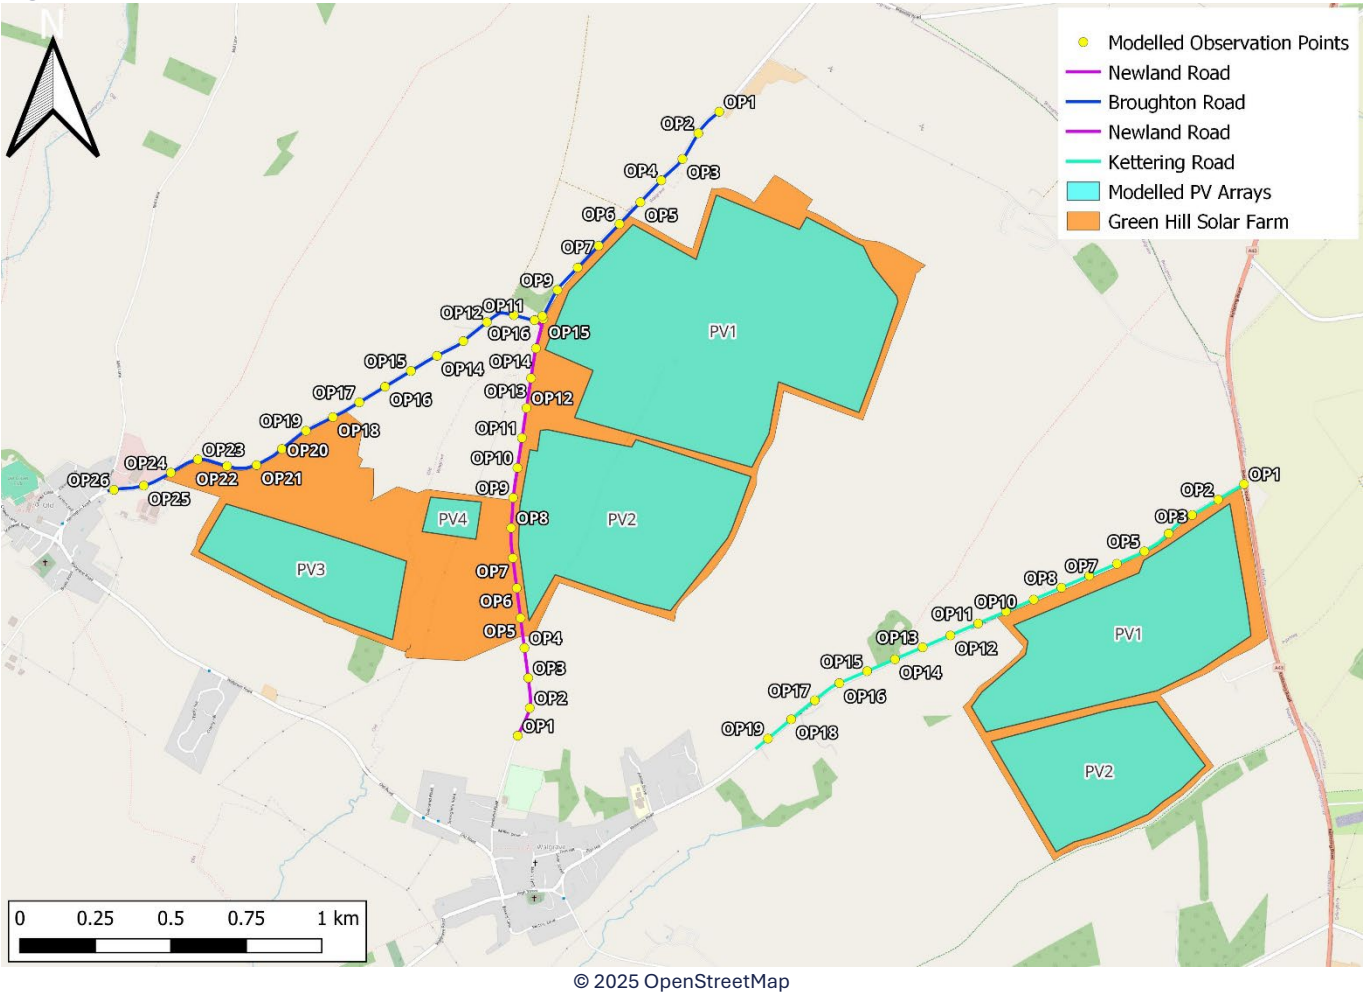 N
Modelled Observation Points
Newland Road
Broughton Road
Newland Road
Kettering Road
Modelled PV Arrays
Green Hill Solar Farm
OP1
OP2
OP3
OP4
OP5
OP6
OP7
OP9
OP11
OP12
OP16
OP15
OP14
OP14
OP15
OP13
OP16
OP12
OP17
OP18
OP11
OP19
OP20
OP10
OP23
OP24
OP22
OP21
OP26
OP25
OP9
OP8
OP7
OP6
OP5
OP4
OP3
OP2
OP1
PV1
PV2
PV3
PV4
OP1
OP2
OP3
OP5
OP7
OP8
OP10
OP11
OP12
OP13
OP14
OP15
OP16
OP17
OP18
OP19
PV1
PV2
Old
Walgrave
A43
A43
0 0.25 0.5 0.75 1 km
© 2025 OpenStreetMap